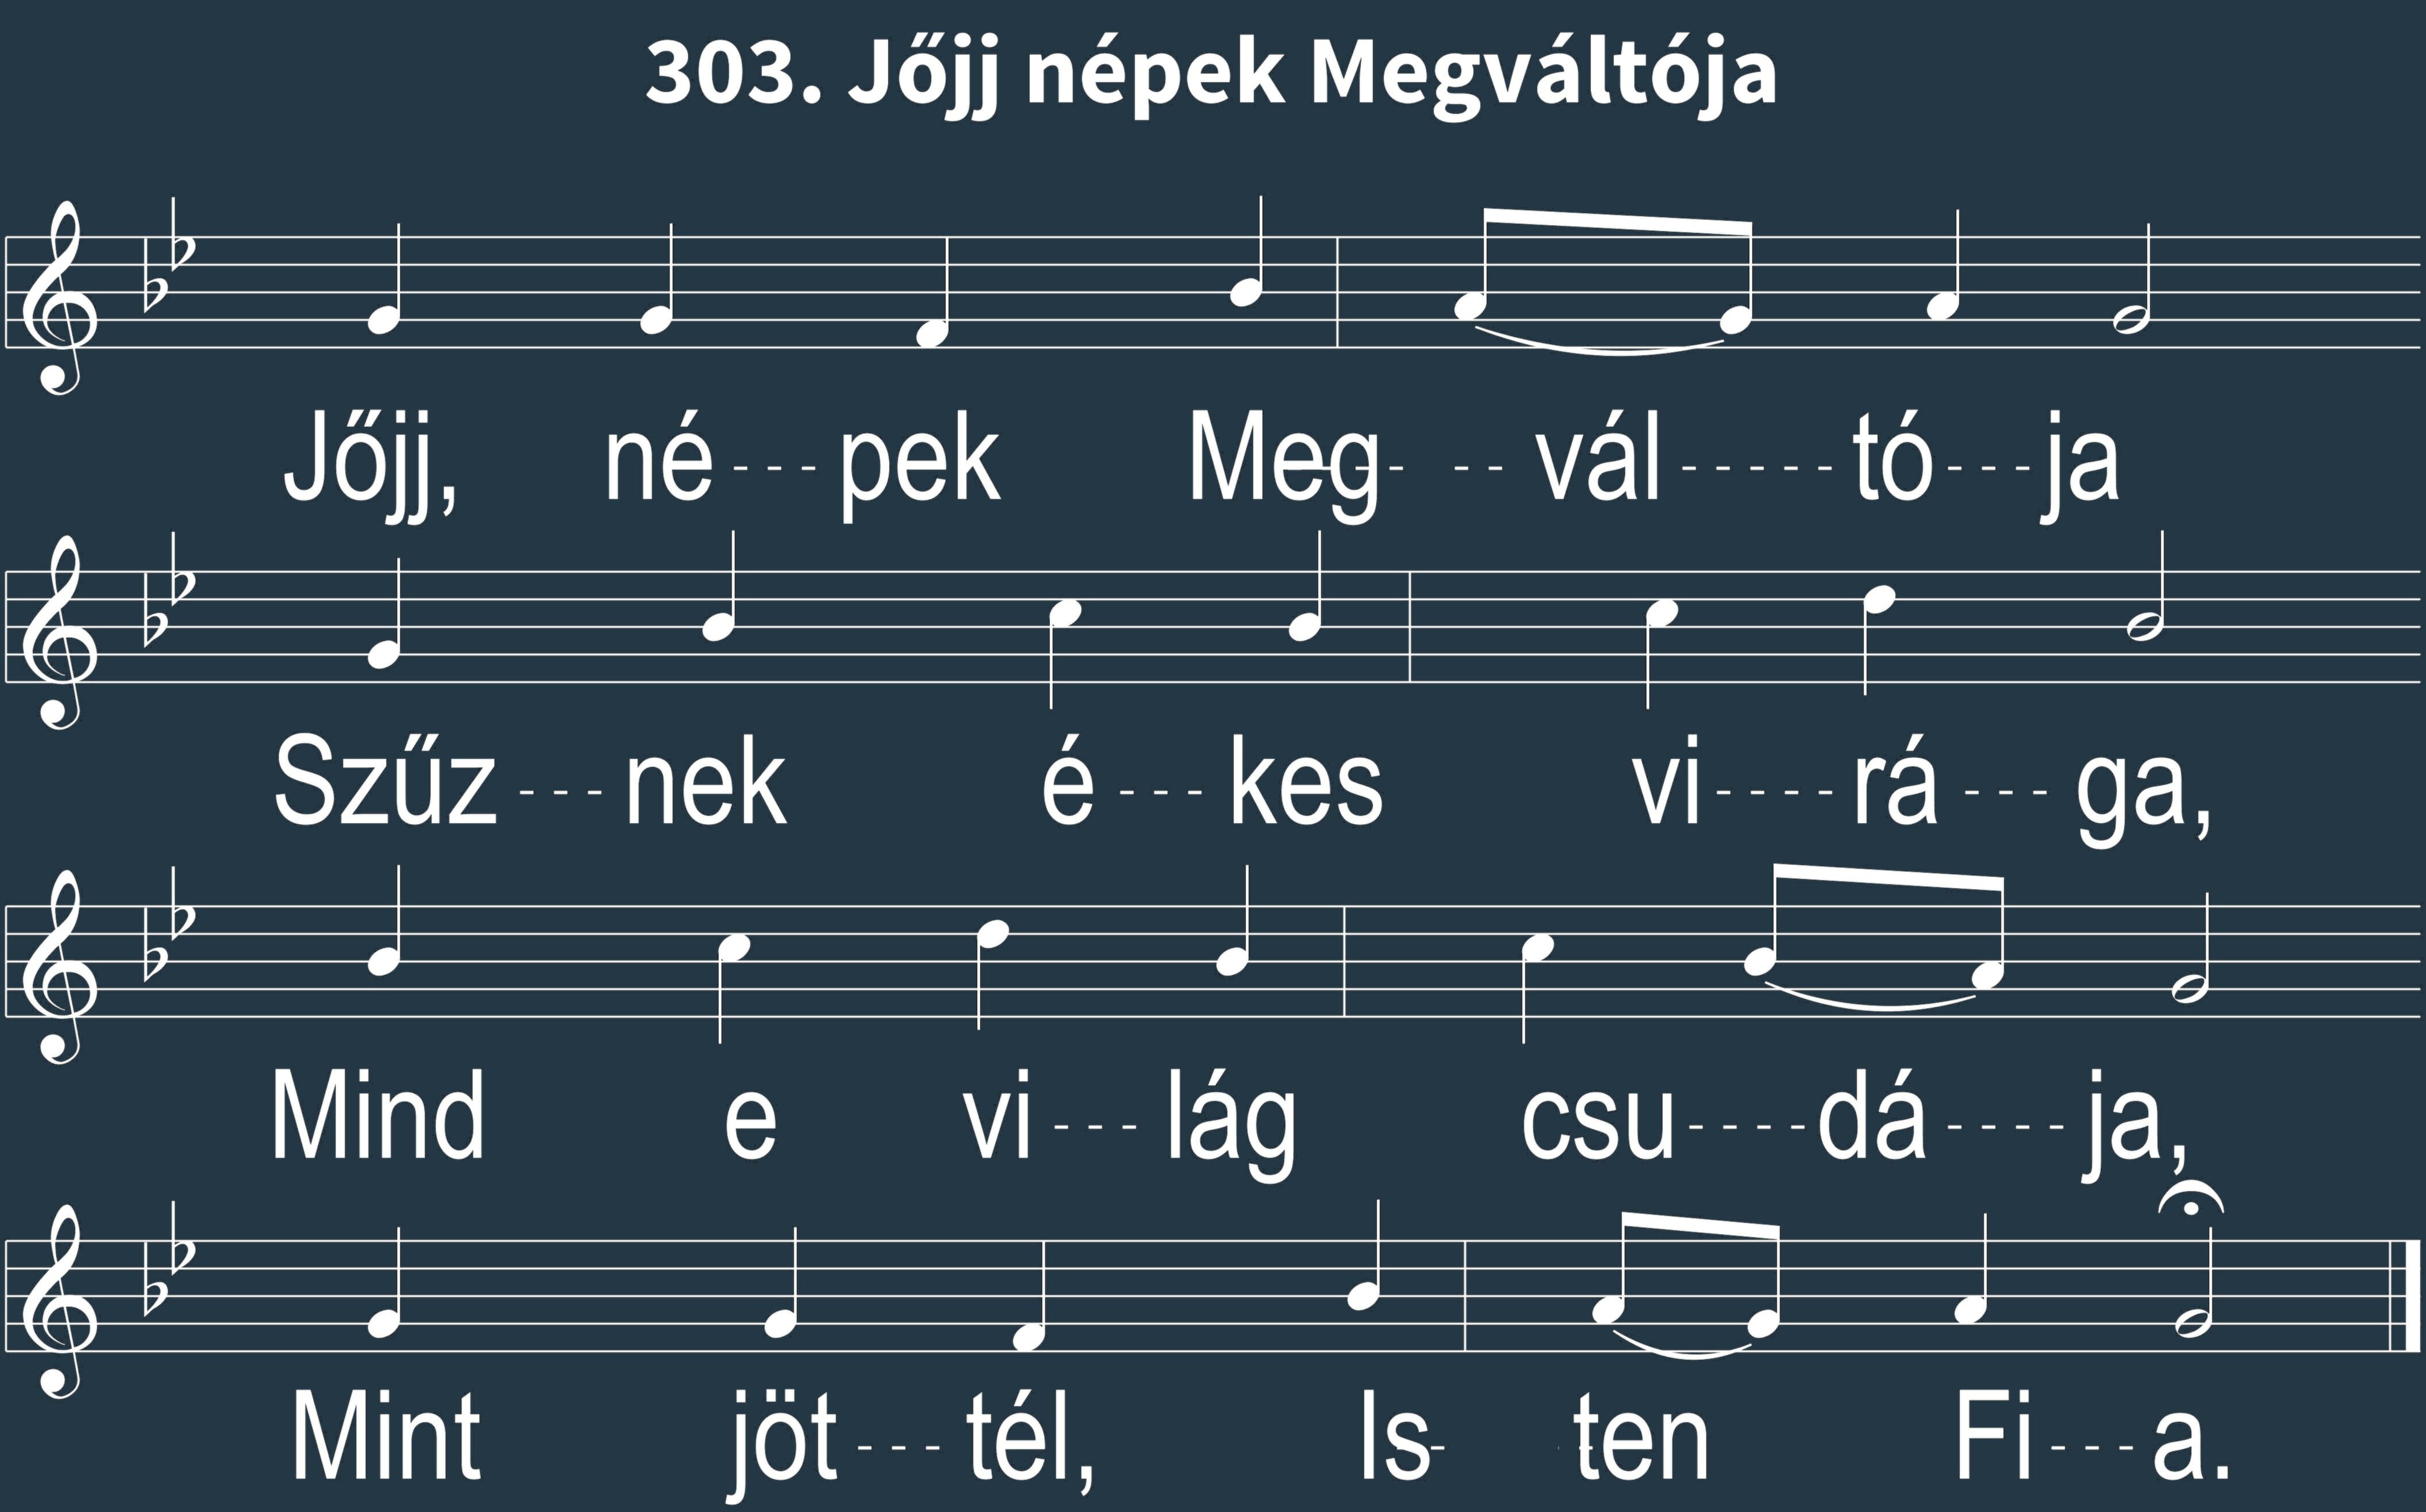 303. Jőjj népek Megváltója
Jőjj, né---pek Meg- --- vál-----tó---ja
Szűz---nek é---kes vi----rá---ga,
Mind e vi---lág csu----dá----ja,
Mint jöt---tél, Is- -ten Fi---a.